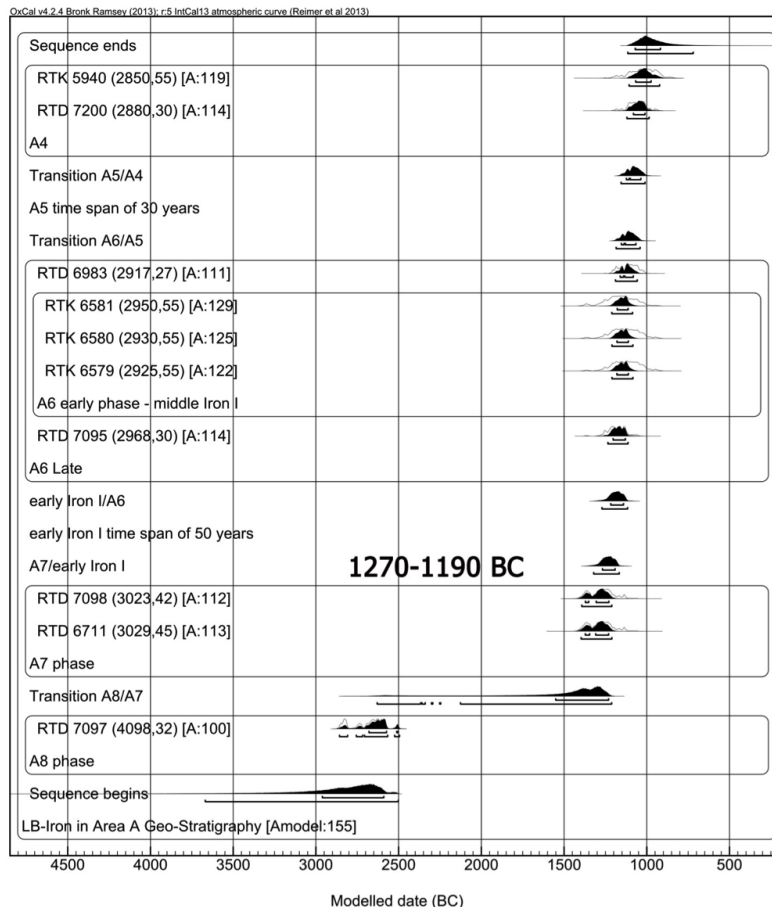 OxCal v4.2.4 Bronk Ramsey (2013); r:5 IntCal13 atmospheric curve (Reimer et al 2013)
Sequence ends
RTK 5940 (2850,55) [A:119]
RTD 7200 (2880,30) [A:114]
A4
Transition A5/A4
A5 time span of 30 years
Transition A6/A5
RTD 6983 (2917,27) [A:111]
RTK 6581 (2950,55) [A:129]
RTK 6580 (2930,55) [A:125]
RTK 6579 (2925,55) [A:122]
A6 early phase - middle Iron I
RTD 7095 (2968,30) [A:114]
A6 Late
early Iron I/A6
early Iron I time span of 50 years
A7/early Iron I
1270-1190 BC
RTD 7098 (3023,42) [A:112]
RTD 6711 (3029,45) [A:113]
A7 phase
Transition A8/A7
RTD 7097 (4098,32) [A:100]
A8 phase
Sequence begins
LB-Iron in Area A Geo-Stratigraphy [Amodel:155]
4500 4000 3500 3000 2500 2000 1500 1000 500
Modelled date (BC)